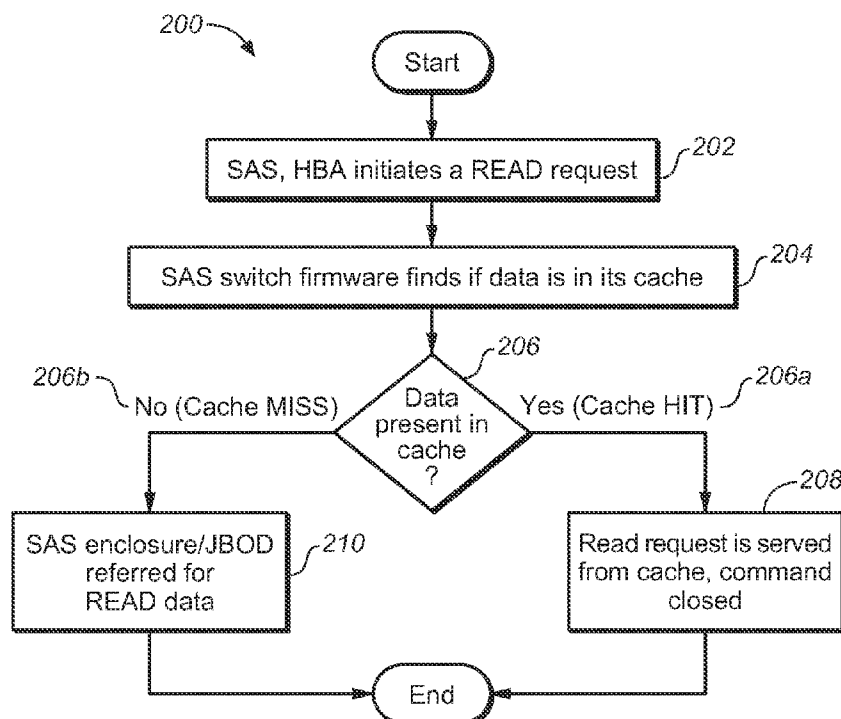 200
Start
SAS, HBA initiates a READ request
202
SAS switch firmware finds if data is in its cache
204
206
206b
No (Cache MISS)
Data
present in
cache
?
Yes (Cache HIT)
206a
SAS enclosure/JBOD
referred for
READ data
210
208
Read request is served
from cache, command
closed
End